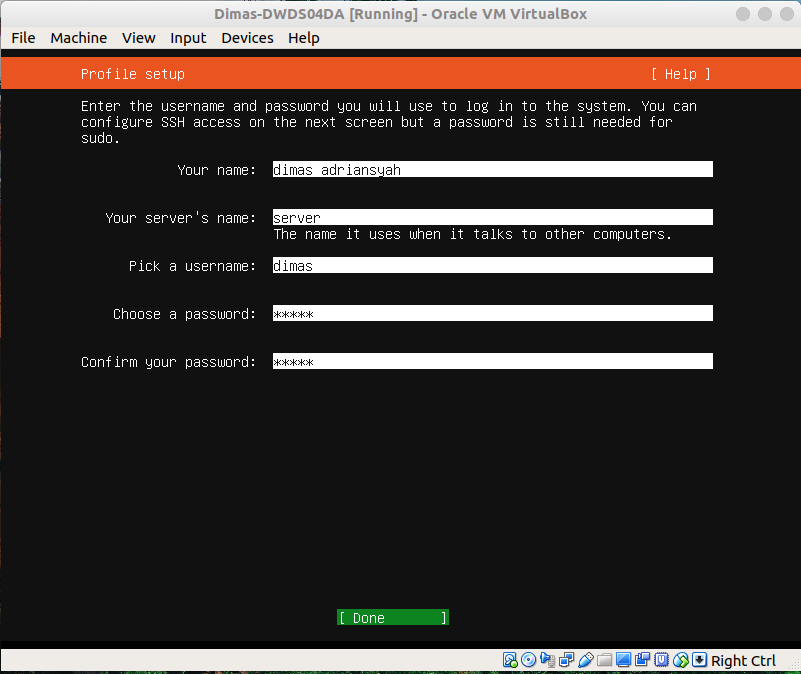 Dimas-DWDS04DA [Running] - Oracle VM VirtualBox
File Machine View Input Devices Help
Profile setup [ Help ]
Enter the username and password you will use to log in to the system. You can
configure SSH access on the next screen but a password is still needed for
sudo.
Your name: dimas adriansyah
Your server's name: server
The name it uses when it talks to other computers.
Pick a username: dimas
Choose a password: *****
Confirm your password: *****
[ Done ]
Right Ctrl